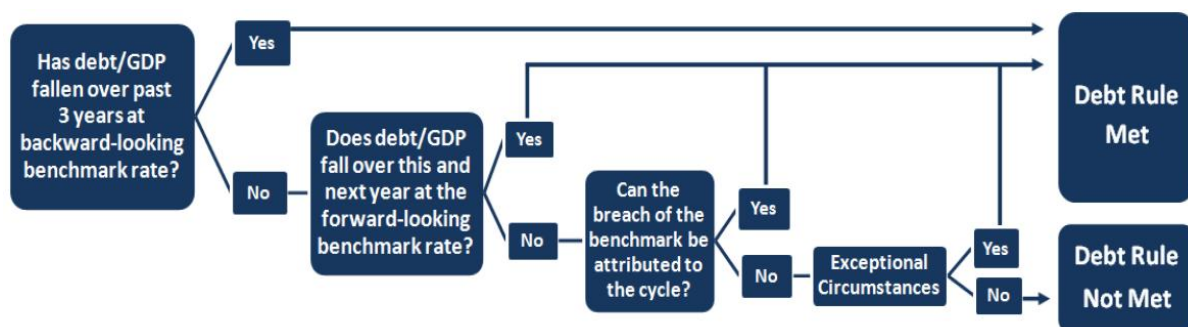 Has debt/GDP
fallen over past
3 years at
backward-looking
benchmark rate?
Yes
No
Does debt/GDP
fall over this and
next year at the
forward-looking
benchmark rate?
Yes
No
Can the
breach of the
benchmark be
attributed to
the cycle?
Yes
No
Exceptional
Circumstances
Yes
No
Debt Rule
Met
Debt Rule
Not Met